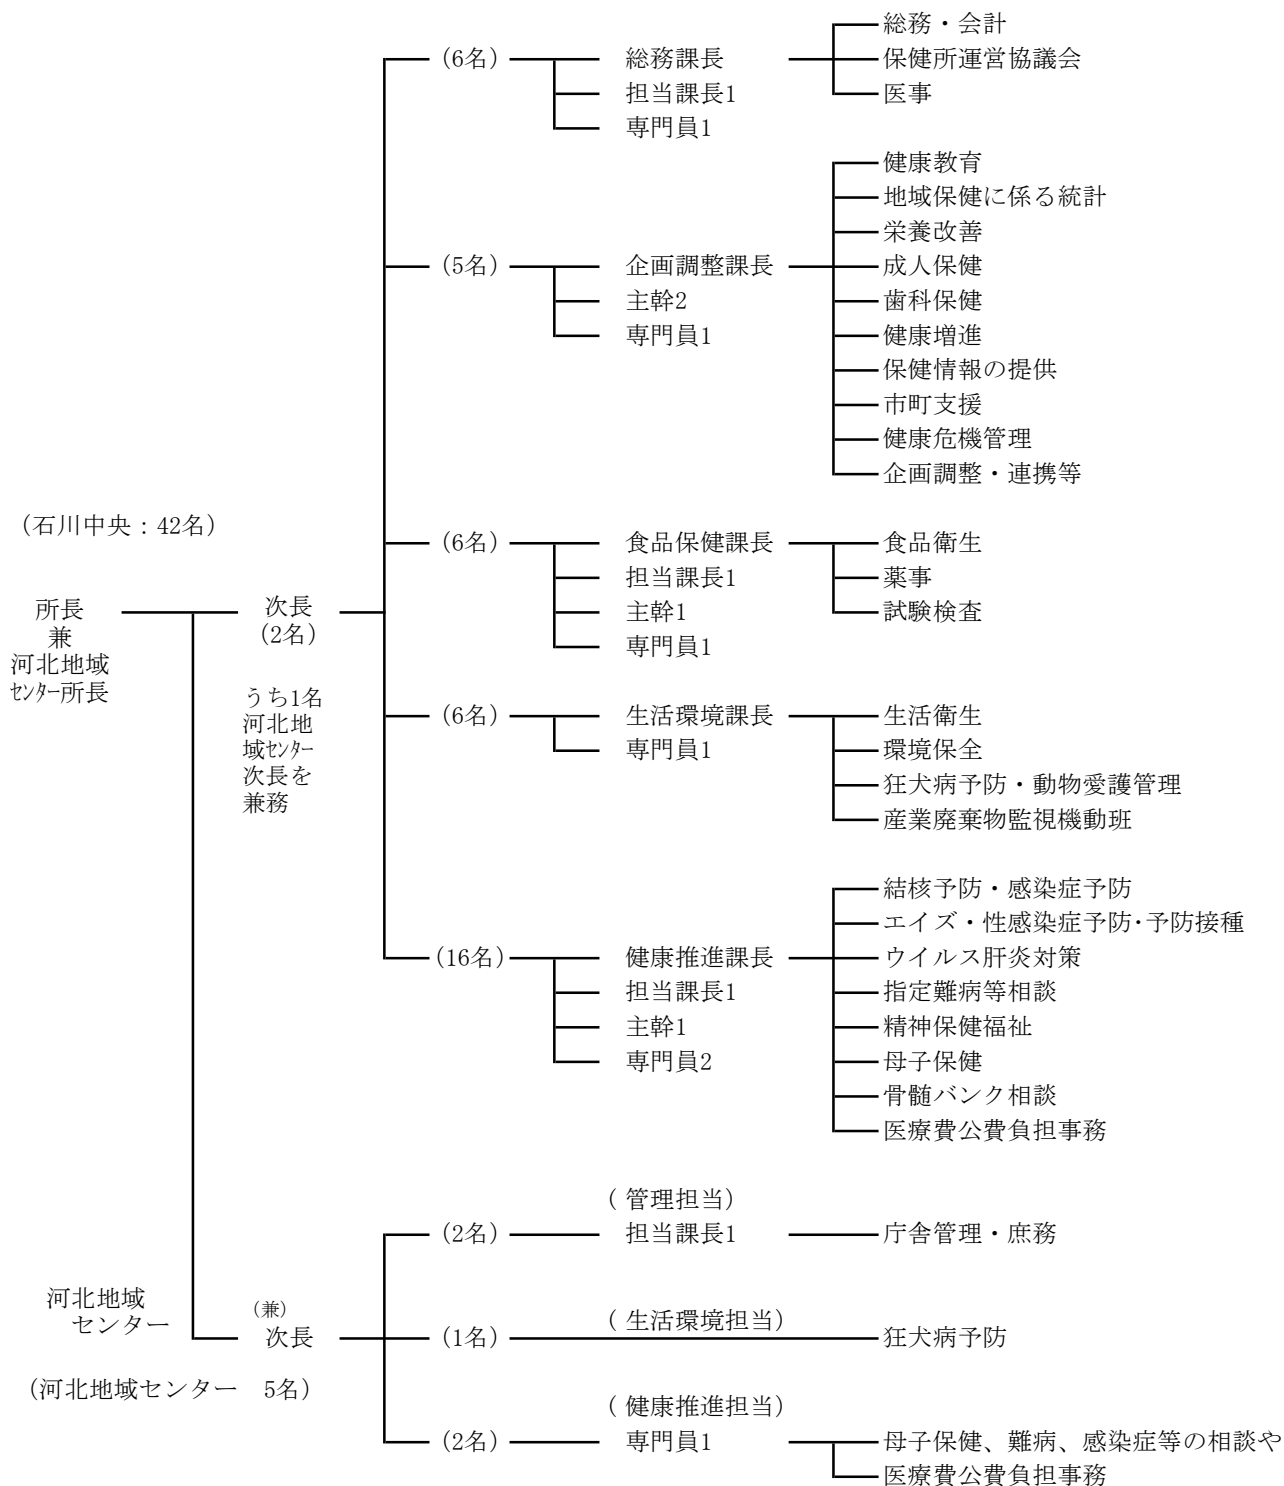 総務・会計
(6名) 総務課長 保健所運営協議会
担当課長1 医事
専門員1
健康教育
地域保健に係る統計
栄養改善
(5名) 企画調整課長 成人保健
主幹2 歯科保健
専門員1 健康増進
保健情報の提供
市町支援
健康危機管理
企画調整・連携等
(石川中央：42名)
(6名) 食品保健課長 食品衛生
担当課長1 薬事
主幹1 試験検査
専門員1
所長
兼
河北地域
センター所長
次長
(2名)
うち1名
河北地
域センター
次長を
兼務
(6名) 生活環境課長 生活衛生
専門員1 環境保全
狂犬病予防・動物愛護管理
産業廃棄物監視機動班
結核予防・感染症予防
エイズ・性感染症予防･予防接種
(16名) 健康推進課長 ウイルス肝炎対策
担当課長1 指定難病等相談
主幹1 精神保健福祉
専門員2 母子保健
骨髄バンク相談
医療費公費負担事務
( 管理担当)
(2名) 担当課長1 庁舎管理・庶務
河北地域
センター
(兼)
次長
( 生活環境担当)
(1名) 狂犬病予防
(河北地域センター　5名)
( 健康推進担当)
(2名) 専門員1 母子保健、難病、感染症等の相談や
医療費公費負担事務